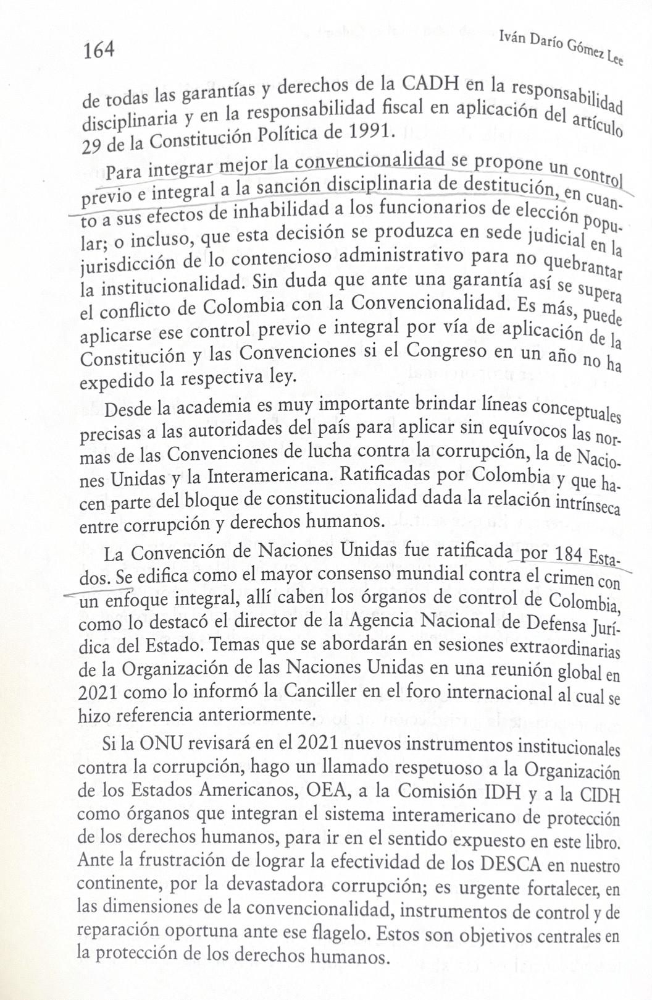 164
Iván Darío Gómez Lee
de todas las garantías y derechos de la CADH en la responsabilidad
disciplinaria y en la responsabilidad fiscal en aplicación del artículo
29 de la Constitución Política de 1991.
Para integrar mejor la convencionalidad se propone un control
previo e integral a la sanción disciplinaria de destitución, en cuan-
to a sus efectos de inhabilidad a los funcionarios de elección popu-
lar; o incluso, que esta decisión se produzca en sede judicial en la
jurisdicción de lo contencioso administrativo para no quebrantar
la institucionalidad. Sin duda que ante una garantía así se supera
el conflicto de Colombia con la Convencionalidad. Es más, puede
aplicarse ese control previo e integral por vía de aplicación de la
Constitución y las Convenciones si el Congreso en un año no ha
expedido la respectiva ley.
Desde la academia es muy importante brindar líneas conceptuales
precisas a las autoridades del país para aplicar sin equívocos las nor-
mas de las Convenciones de lucha contra la corrupción, la de Nacio-
nes Unidas y la Interamericana. Ratificadas por Colombia y que ha-
cen parte del bloque de constitucionalidad dada la relación intrínseca
entre corrupción y derechos humanos.
La Convención de Naciones Unidas fue ratificada por 184 Esta-
dos. Se edifica como el mayor consenso mundial contra el crimen con
un enfoque integral, allí caben los órganos de control de Colombia,
como lo destacó el director de la Agencia Nacional de Defensa Jurí-
dica del Estado. Temas que se abordarán en sesiones extraordinarias
de la Organización de las Naciones Unidas en una reunión global en
2021 como lo informó la Canciller en el foro internacional al cual se
hizo referencia anteriormente.
Si la ONU revisará en el 2021 nuevos instrumentos institucionales
contra la corrupción, hago un llamado respetuoso a la Organización
de los Estados Americanos, OEA, a la Comisión IDH y a la CIDH
como órganos que integran el sistema interamericano de protección
de los derechos humanos, para ir en el sentido expuesto en este libro.
Ante la frustración de lograr la efectividad de los DESCA en nuestro
continente, por la devastadora corrupción; es urgente fortalecer, en
las dimensiones de la convencionalidad, instrumentos de control y de
reparación oportuna ante ese flagelo. Estos son objetivos centrales en
la protección de los derechos humanos.